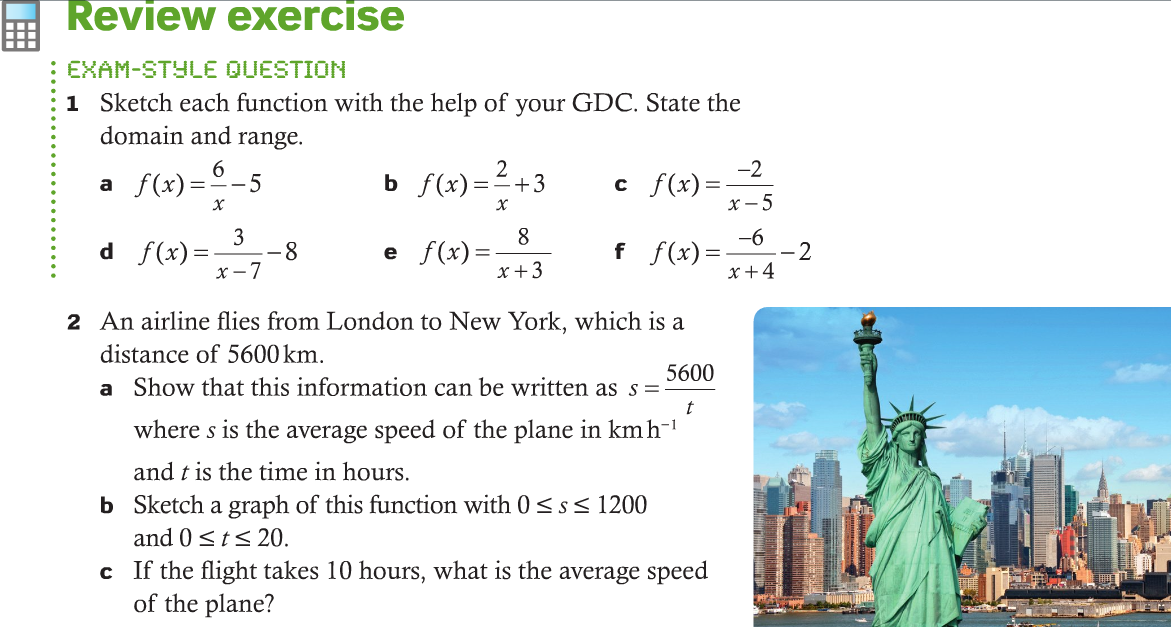 Review exercise
EXAM-STYLE QUESTION
1 Sketch each function with the help of your GDC. State the
domain and range.
a f(x) = 6/x − 5 b f(x) = 2/x + 3 c f(x) = −2/(x − 5)
d f(x) = 3/(x − 7) − 8 e f(x) = 8/(x + 3) f f(x) = −6/(x + 4) − 2
2 An airline flies from London to New York, which is a
distance of 5600 km.
a Show that this information can be written as s = 5600/t
where s is the average speed of the plane in km h⁻¹
and t is the time in hours.
b Sketch a graph of this function with 0 ≤ s ≤ 1200
and 0 ≤ t ≤ 20.
c If the flight takes 10 hours, what is the average speed
of the plane?